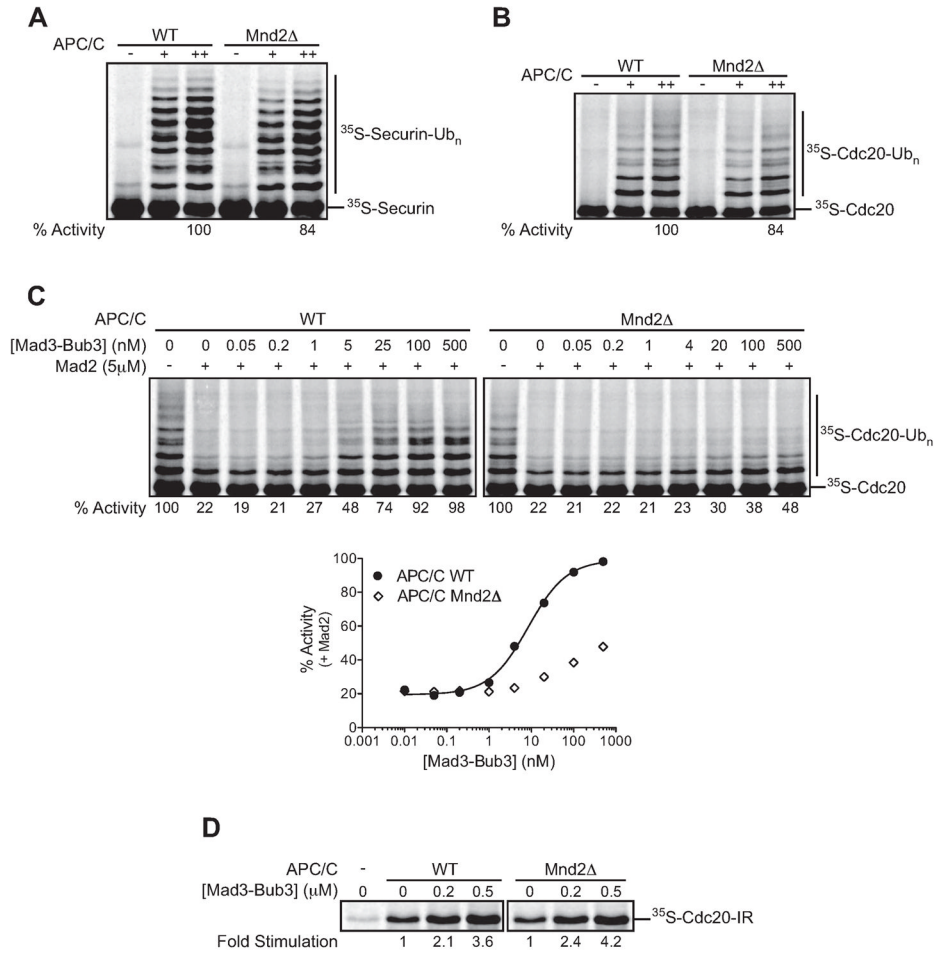 A
APC/C WT Mnd2Δ
- + ++ - + ++
³⁵S-Securin-Ubₙ
³⁵S-Securin
% Activity 100 84
B
APC/C WT Mnd2Δ
- + ++ - + ++
³⁵S-Cdc20-Ubₙ
³⁵S-Cdc20
% Activity 100 84
C
APC/C WT Mnd2Δ
[Mad3-Bub3] (nM) 0 0 0.05 0.2 1 5 25 100 500 0 0 0.05 0.2 1 4 20 100 500
Mad2 (5μM) - + + + + + + + + - + + + + + + + +
³⁵S-Cdc20-Ubₙ
³⁵S-Cdc20
% Activity 100 22 19 21 27 48 74 92 98 100 22 21 22 21 23 30 38 48
100
80
60
40
20
0
% Activity
(+ Mad2)
APC/C WT
APC/C Mnd2Δ
0.001 0.01 0.1 1 10 100 1000
[Mad3-Bub3] (nM)
D
APC/C - WT Mnd2Δ
[Mad3-Bub3] (μM) 0 0 0.2 0.5 0 0.2 0.5
³⁵S-Cdc20-IR
Fold Stimulation 1 2.1 3.6 1 2.4 4.2